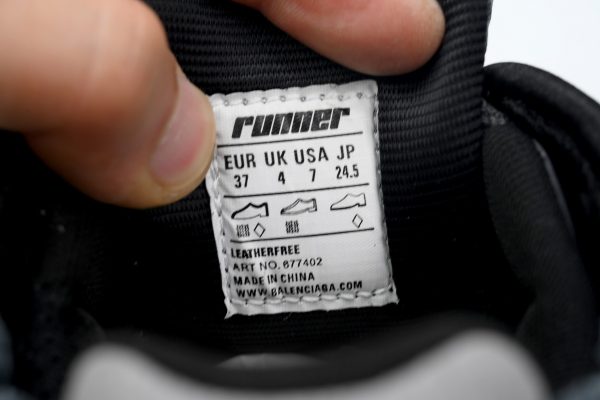 runner
EUR UK USA JP
37 4 7 24.5
LEATHERFREE
ART NO. 677402
MADE IN CHINA
WWW.BALENCIAGA.COM